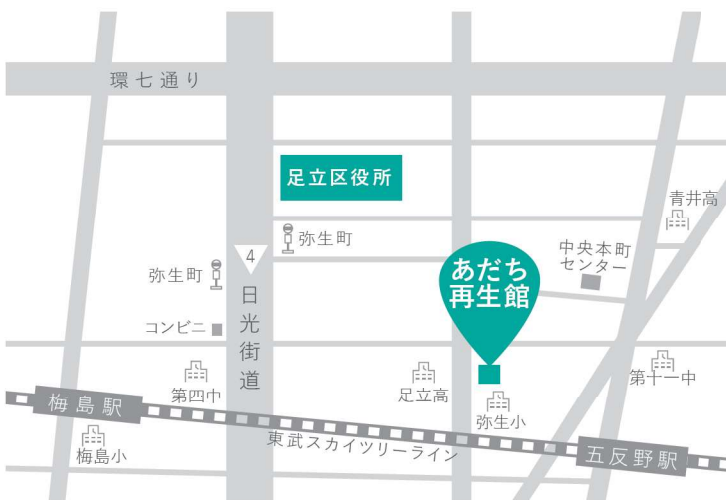 環七通り
足立区役所
青井高
弥生町
中央本町
センター
弥生町
4
あだち
再生館
日光街道
コンビニ
第四中
足立高
第十一中
弥生小
梅島駅
東武スカイツリーライン
梅島小
五反野駅